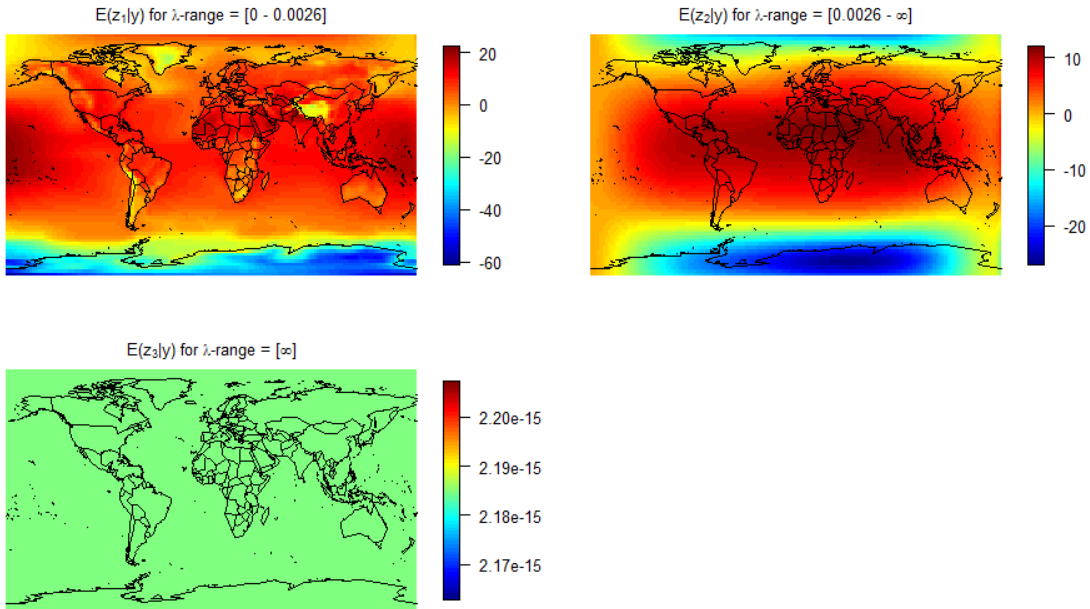 E(z₁|y) for λ-range = [0 - 0.0026]
20
0
-20
-40
-60
E(z₂|y) for λ-range = [0.0026 - ∞]
10
0
-10
-20
E(z₃|y) for λ-range = [∞]
2.20e-15
2.19e-15
2.18e-15
2.17e-15